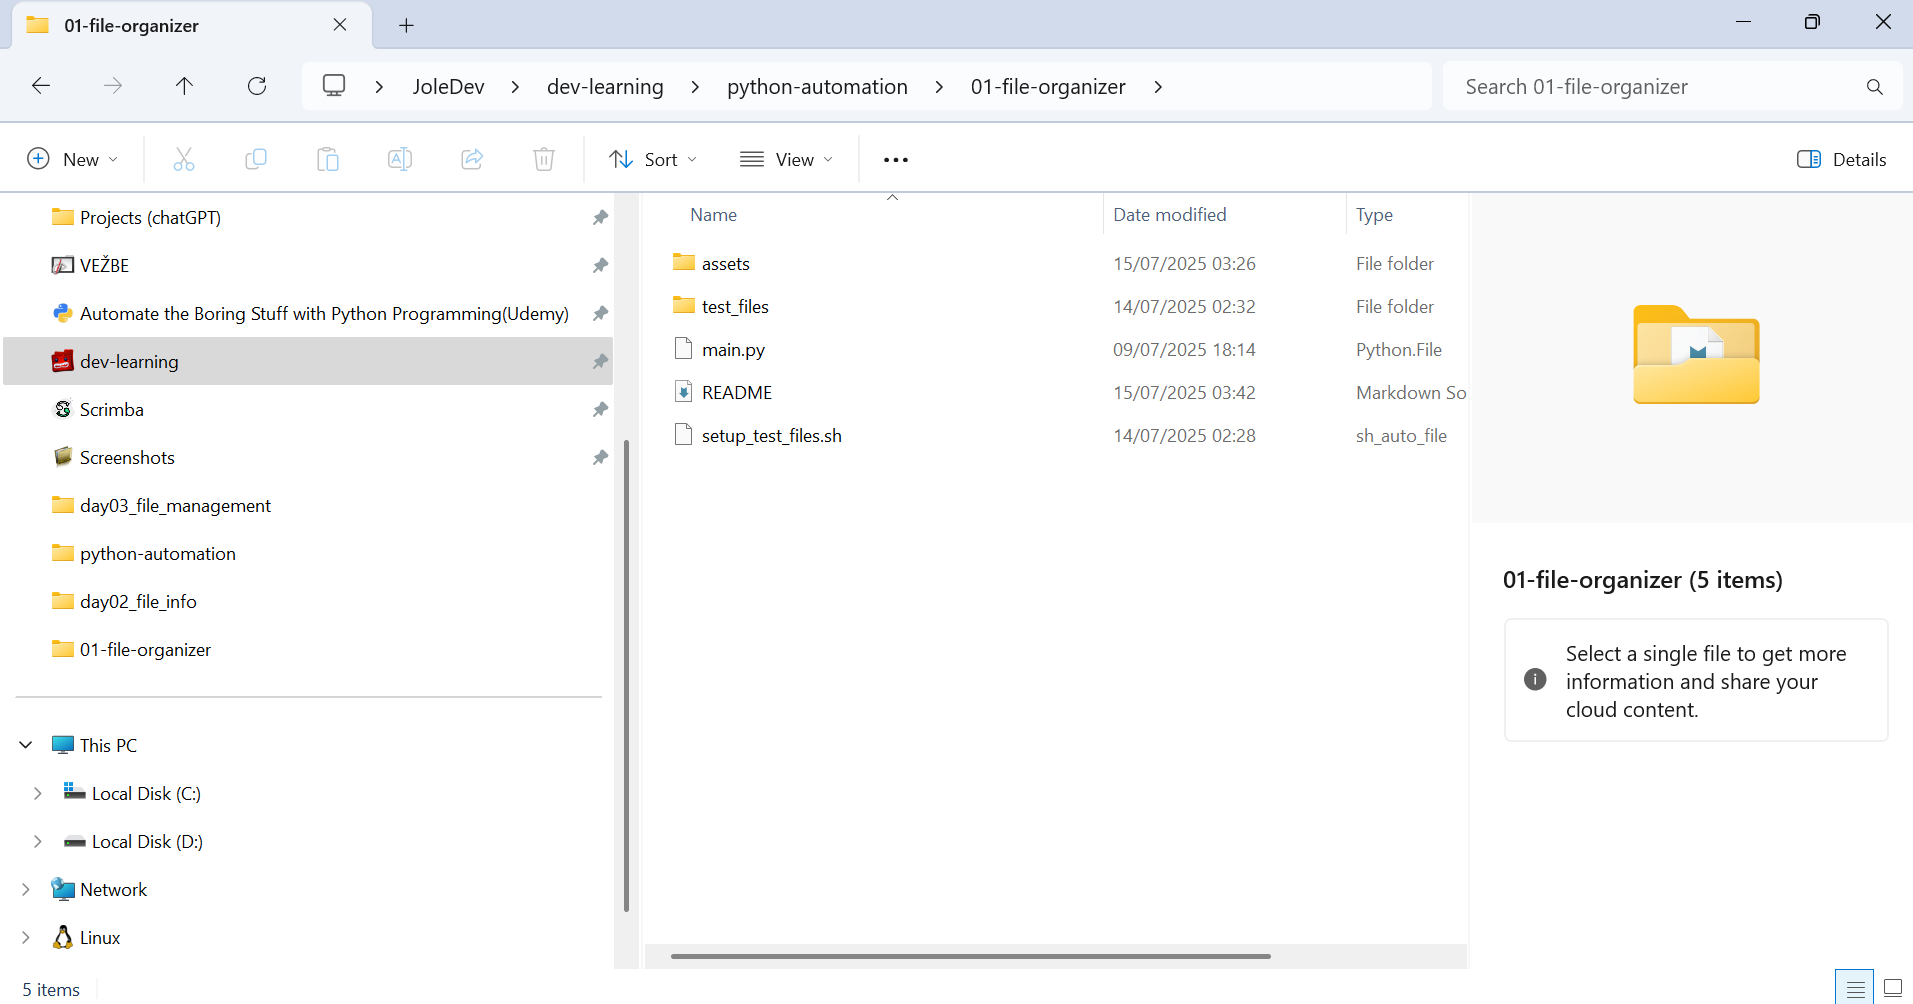 01-file-organizer
JoleDev > dev-learning > python-automation > 01-file-organizer >
Search 01-file-organizer
New
Sort
View
Details
Projects (chatGPT)
VEŽBE
Automate the Boring Stuff with Python Programming(Udemy)
dev-learning
Scrimba
Screenshots
day03_file_management
python-automation
day02_file_info
01-file-organizer
This PC
Local Disk (C:)
Local Disk (D:)
Network
Linux
Name Date modified Type
assets 15/07/2025 03:26 File folder
test_files 14/07/2025 02:32 File folder
main.py 09/07/2025 18:14 Python.File
README 15/07/2025 03:42 Markdown So
setup_test_files.sh 14/07/2025 02:28 sh_auto_file
01-file-organizer (5 items)
Select a single file to get more
information and share your
cloud content.
5 items